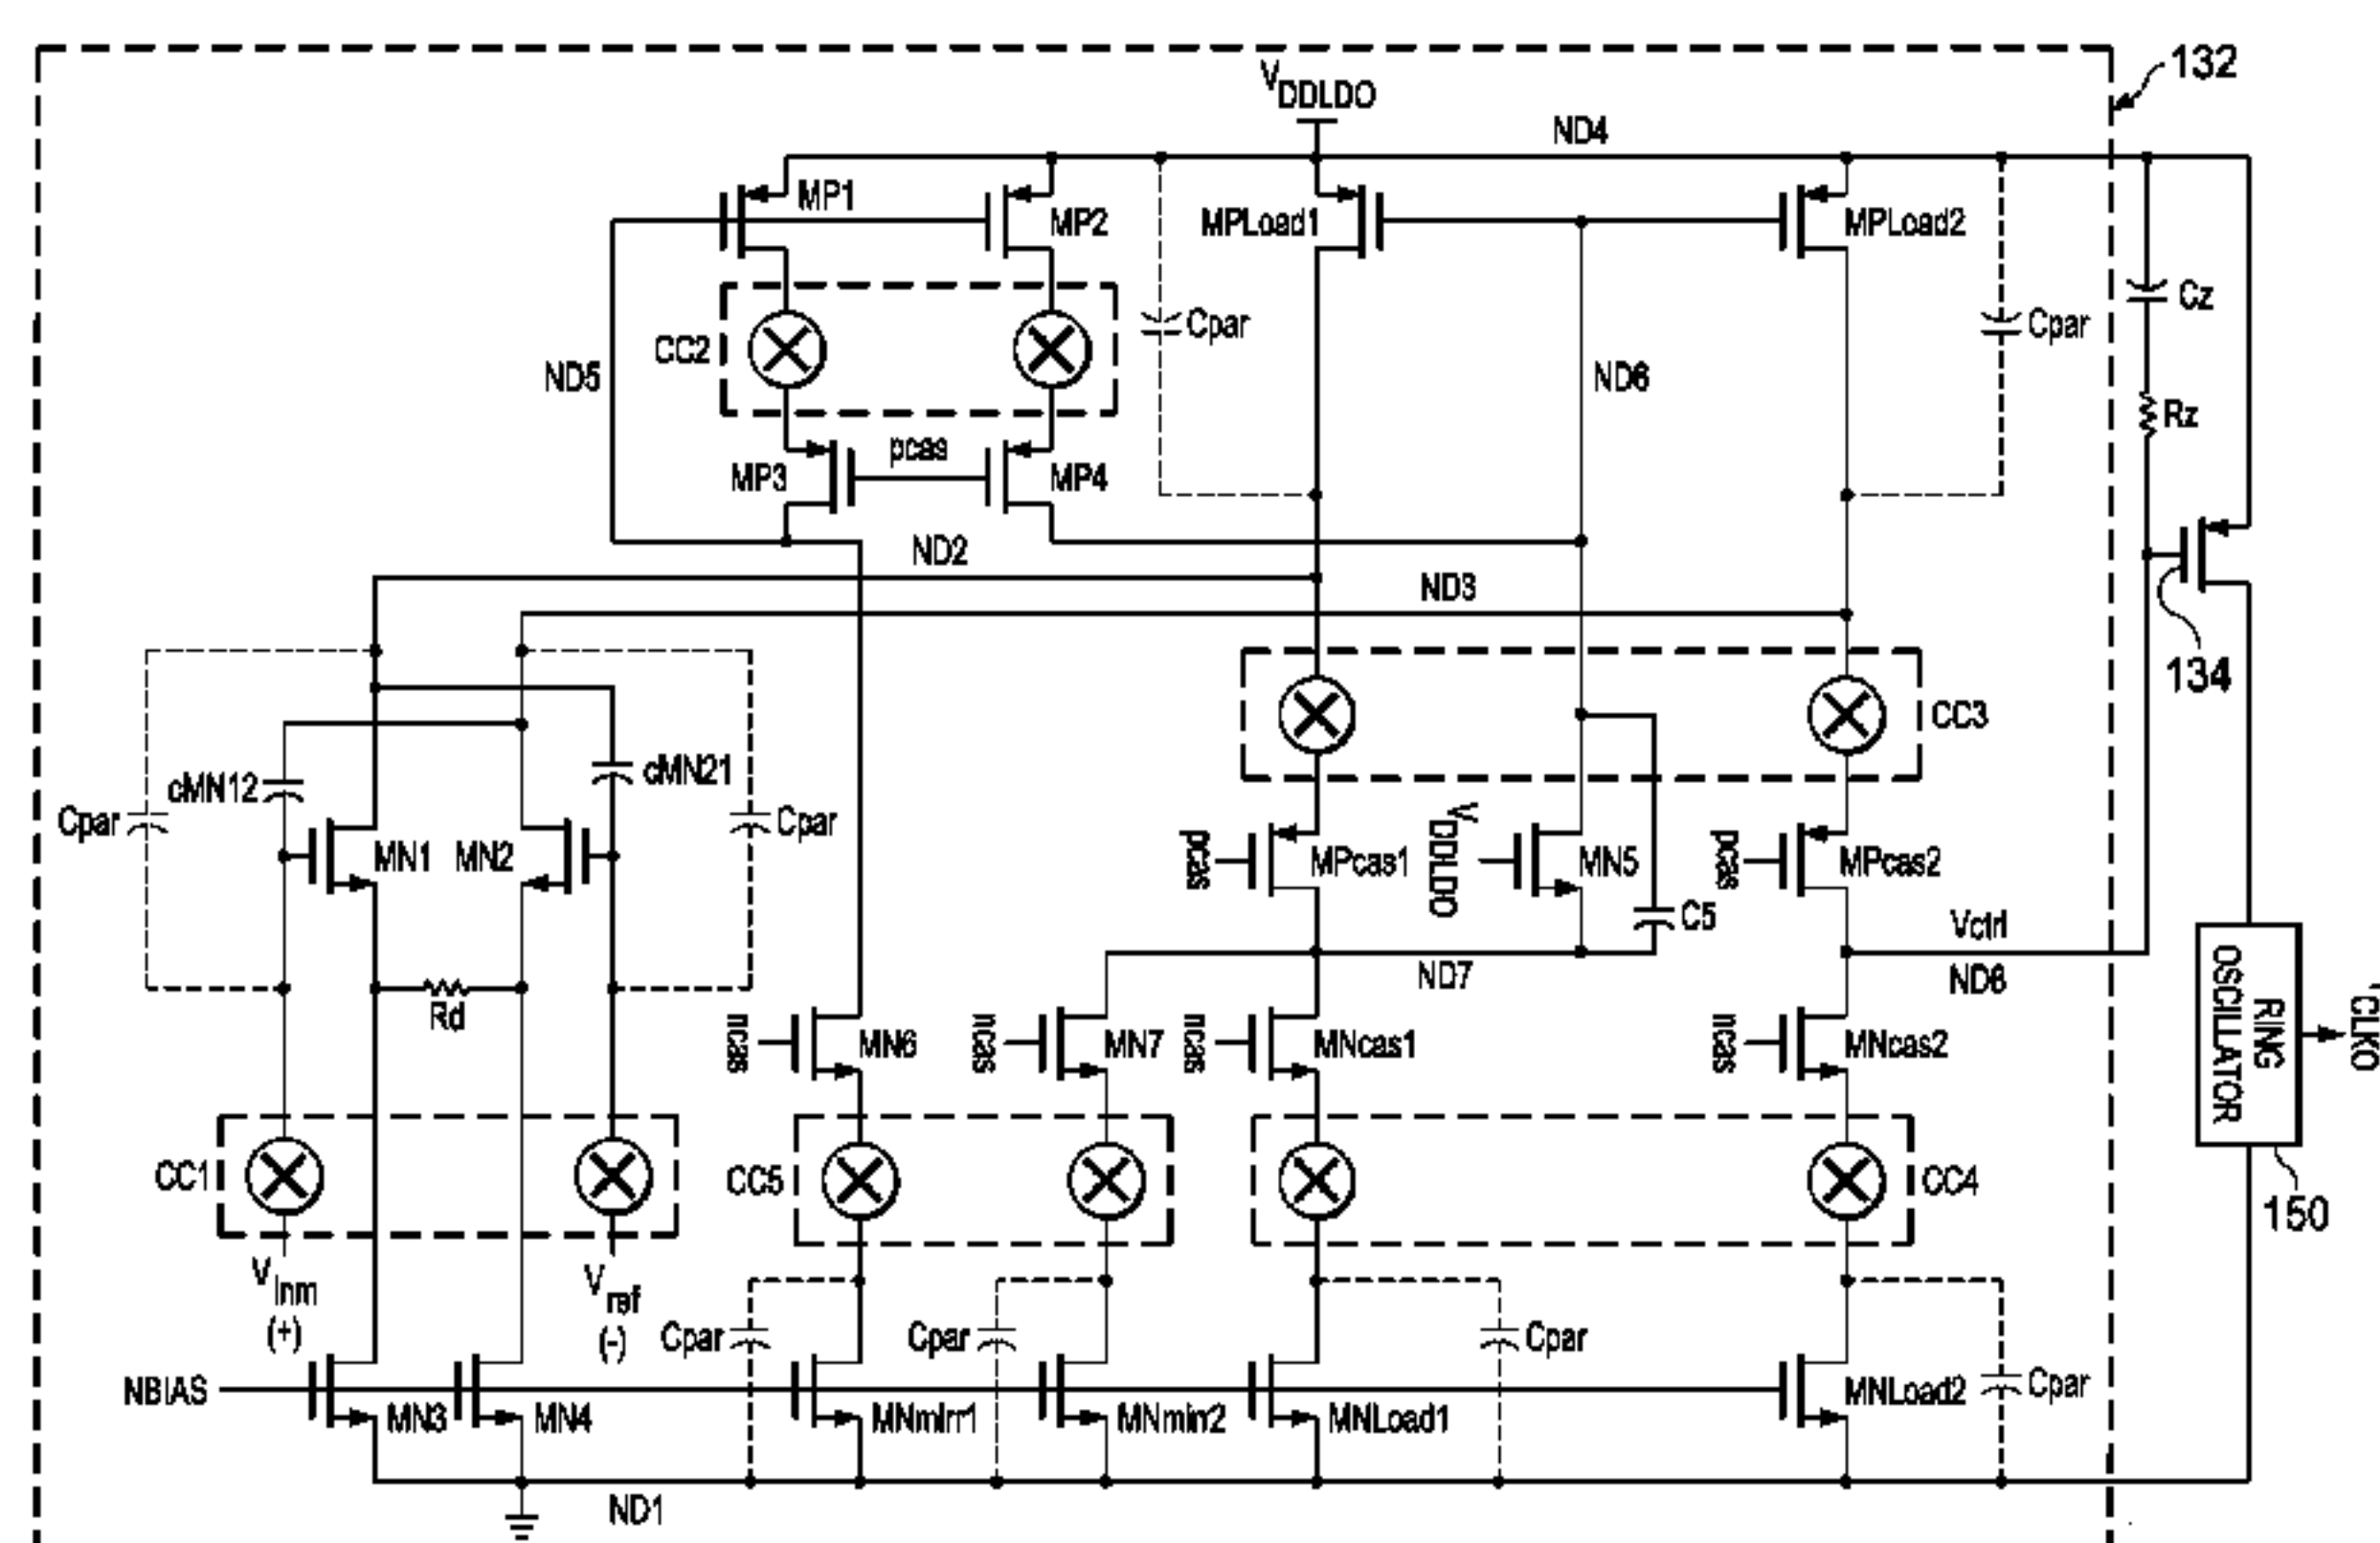 132
VDDLDO
ND4
MP1
MP2
MPLoad1
MPLoad2
Cpar
Cpar
Cz
CC2
ND5
ND6
Rz
pcas
MP3
MP4
ND2
ND3
134
CC3
cMN12
cMN21
Cpar
Cpar
MN1
MN2
pcas
MPcas1
VDDLDO
MN5
pcas
MPcas2
C5
Vctrl
ND7
ND8
Rd
RING OSCILLATOR
CLKO
ncas
MN6
ncas
MN7
ncas
MNcas1
ncas
MNcas2
CC1
CC5
CC4
150
Vinm
(+)
Vref
(-)
Cpar
Cpar
Cpar
Cpar
NBIAS
MN3
MN4
MNmirr1
MNmirr2
MNLoad1
MNLoad2
ND1